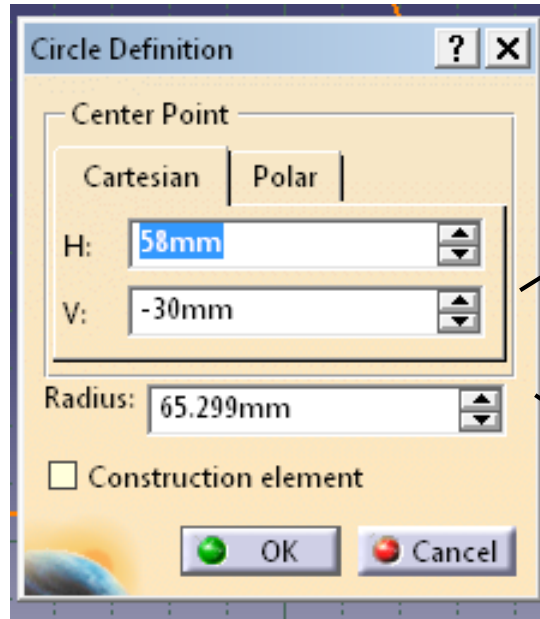 Circle Definition ? X
Center Point
Cartesian Polar
H: 58mm
V: -30mm
Radius: 65.299mm
Construction element
OK Cancel